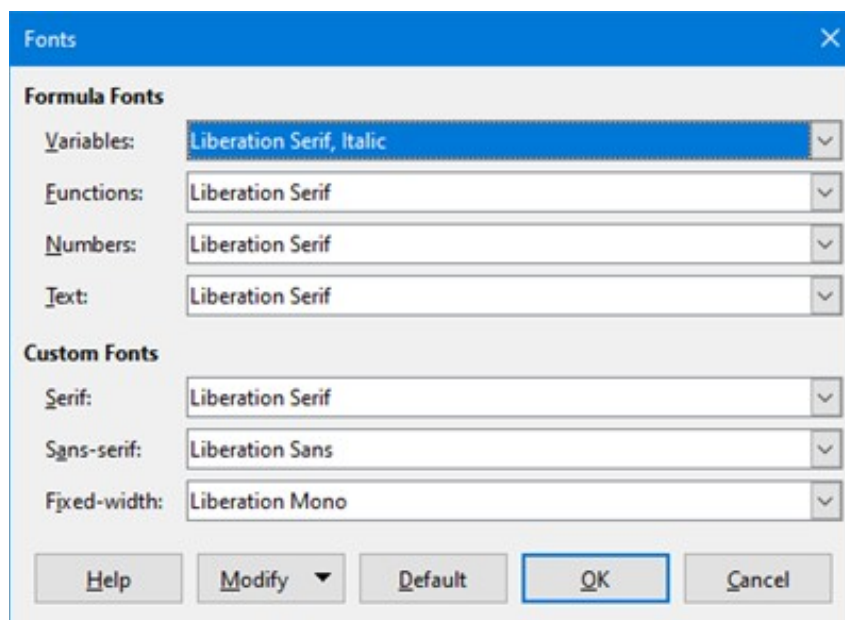 Fonts
Formula Fonts
Variables: Liberation Serif, Italic
Functions: Liberation Serif
Numbers: Liberation Serif
Text: Liberation Serif
Custom Fonts
Serif: Liberation Serif
Sans-serif: Liberation Sans
Fixed-width: Liberation Mono
Help Modify Default OK Cancel